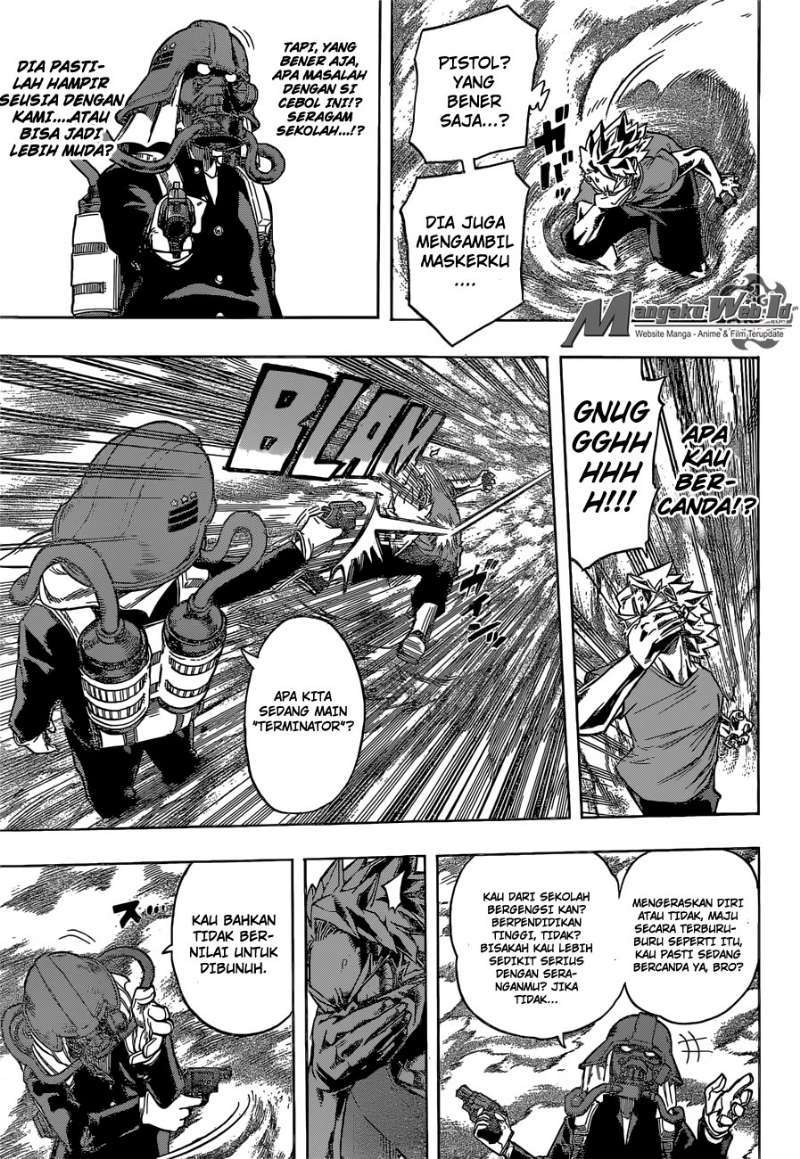 PISTOL?
YANG
BENER
SAJA...?
DIA JUGA
MENGAMBIL
MASKERKU
....
ガバッ
TAPI, YANG
BENER AJA,
APA MASALAH
DENGAN SI
CEBOL INI!?
SERAGAM
SEKOLAH...!?
DIA PASTI-
LAH HAMPIR
SEUSIA DENGAN
KAMI....ATAU
BISA JADI
LEBIH MUDA?
Mangaku.Web.Id
Website Manga - Anime & Film Terupdate
APA
KAU
BER-
CANDA!?
GNUG
GGHH
HHH
H!!!
BLAM
APA KITA
SEDANG MAIN
"TERMINATOR"?
MENGERASKAN DIRI
ATAU TIDAK, MAJU
SECARA TERBURU-
BURU SEPERTI ITU,
KAU PASTI SEDANG
BERCANDA YA, BRO?
KAU DARI SEKOLAH
BERGENGSI KAN?
BERPENDIDIKAN
TINGGI, TIDAK?
BISAKAH KAU LEBIH
SEDIKIT SERIUS
DENGAN SERA-
NGANMU? JIKA
TIDAK...
KAU BAHKAN
TIDAK BER-
NILAI UNTUK
DIBUNUH.
ス...